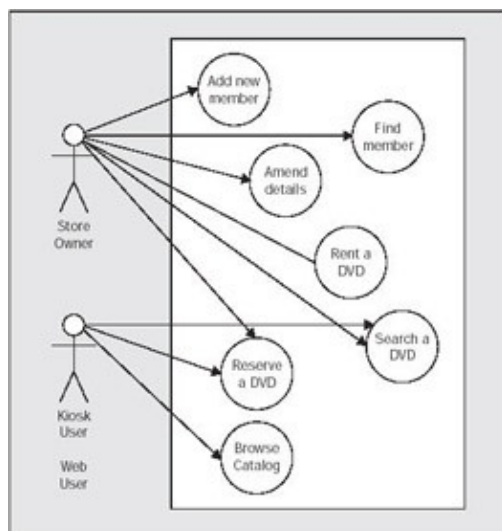 Add new
member
Find
member
Amend
details
Store
Owner
Rent a
DVD
Search a
DVD
Reserve
a DVD
Kiosk
User
Web
User
Browse
Catalog